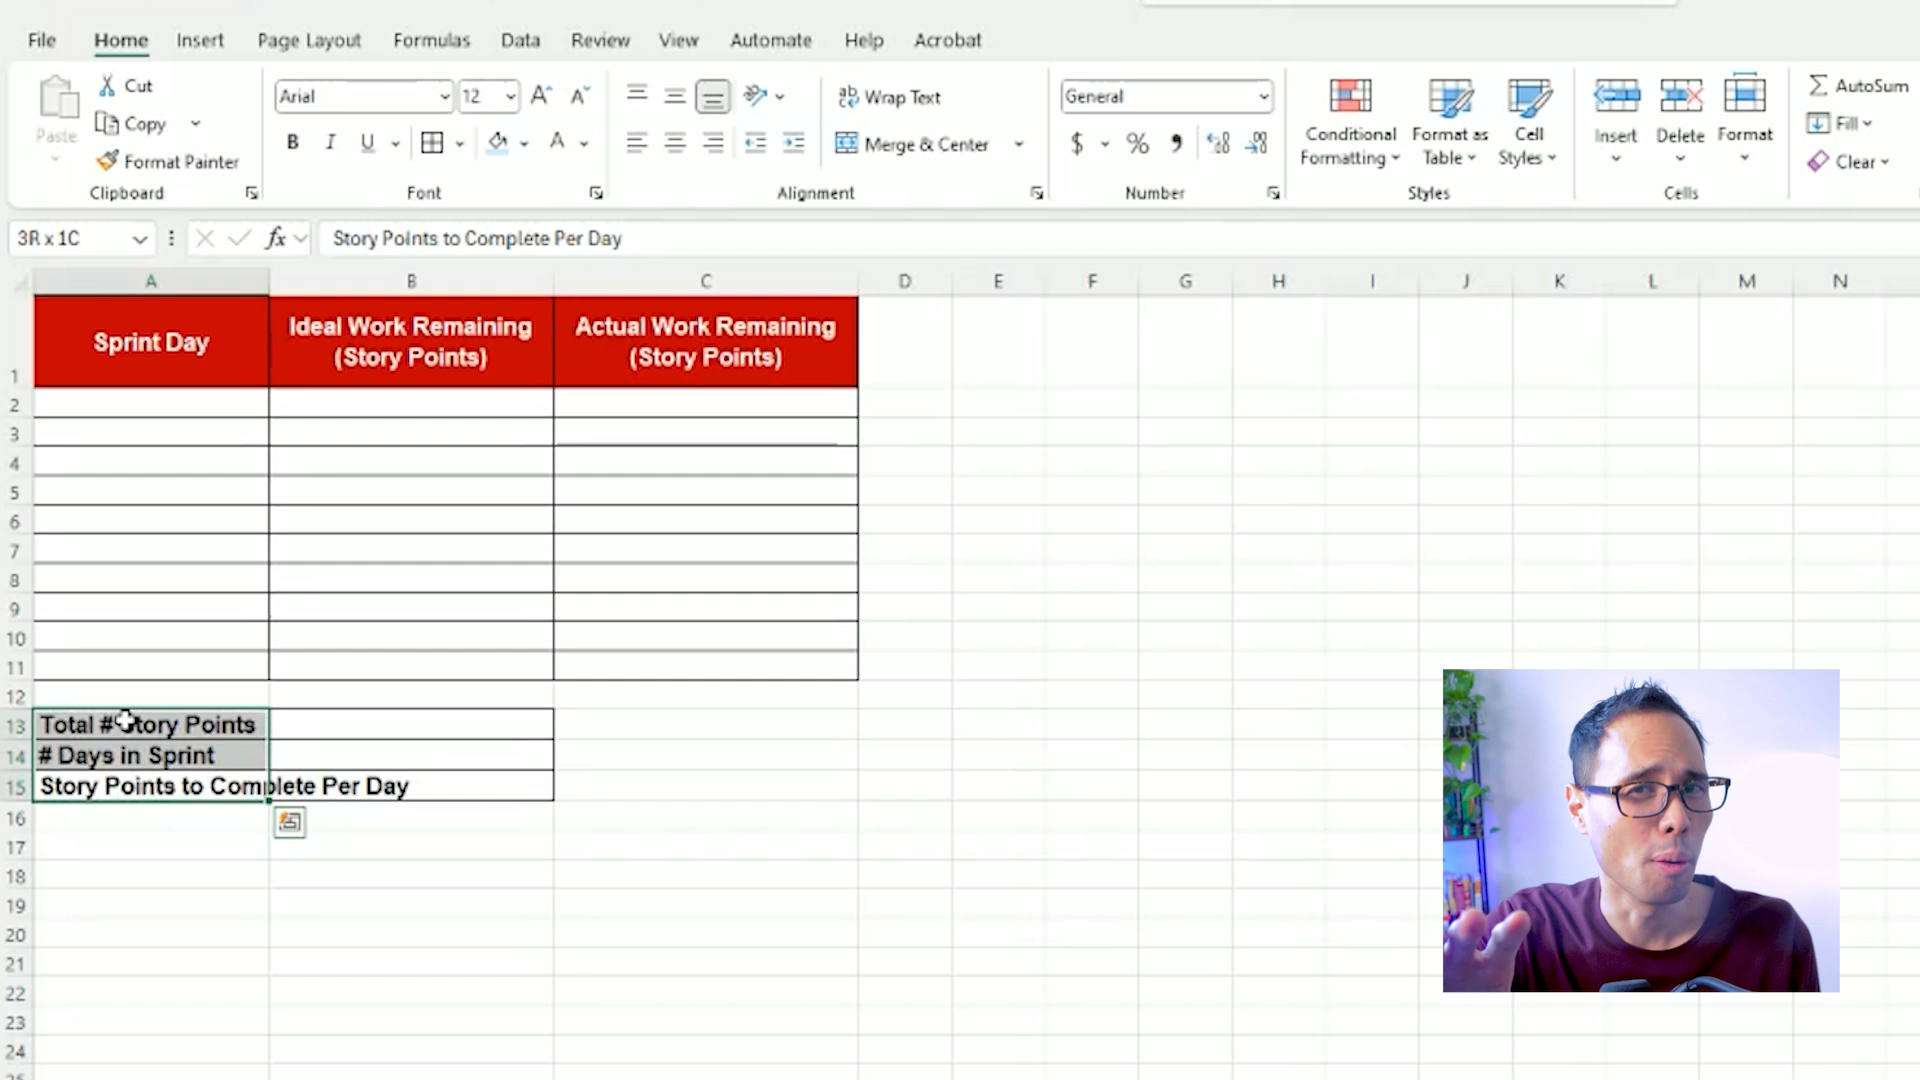 File Home Insert Page Layout Formulas Data Review View Automate Help Acrobat
Paste
Cut
Copy
Format Painter
Clipboard
Arial 12
B I U
Font
Wrap Text
Merge & Center
Alignment
General
$ %
Number
Conditional Formatting
Format as Table
Cell Styles
Styles
Insert Delete Format
Cells
AutoSum
Fill
Clear
3R x 1C fx Story Points to Complete Per Day
A B C D E F G H I J K L M N
1 Sprint Day Ideal Work Remaining (Story Points) Actual Work Remaining (Story Points)
2
3
4
5
6
7
8
9
10
11
12
13 Total # Story Points
14 # Days in Sprint
15 Story Points to Complete Per Day
16
17
18
19
20
21
22
23
24